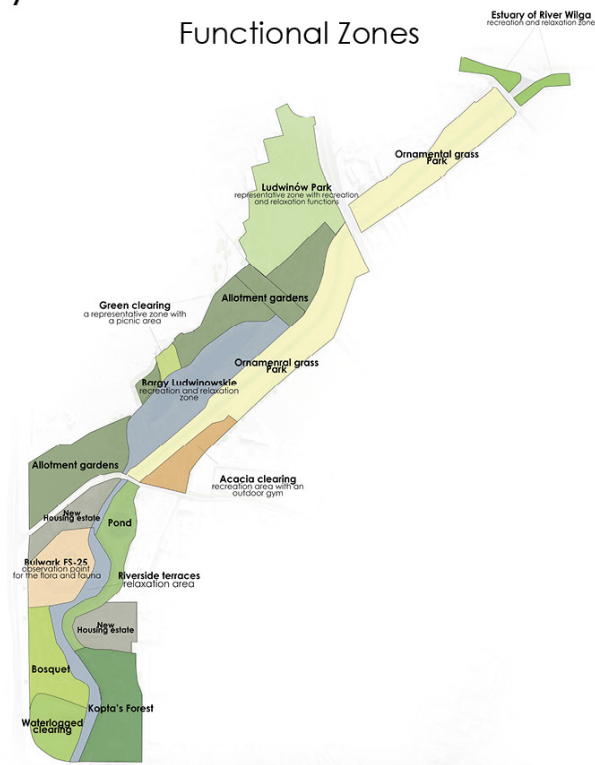 Functional Zones
Estuary of River Wilga
recreation and relaxation zone
Ornamental grass
Park
Ludwinów Park
representative zone with recreation
and relaxation functions
Allotment gardens
Green clearing
a representative zone with
a picnic area
Ornamenral grass
Park
Bargy Ludwinowskie
recreation and relaxation
zone
Allotment gardens
Acacia clearing
recreation area with an
outdoor gym
New
Housing estate
Pond
Bulwark FS-25
observation point
for the flora and fauna
Riverside terraces
relaxation area
New
Housing estate
Bosquet
Kopta's Forest
Waterlogged
clearing